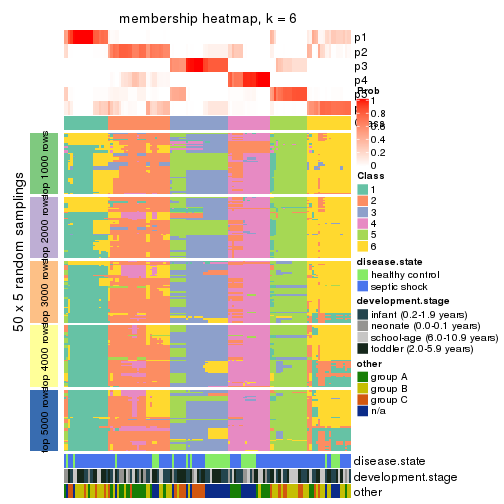 membership heatmap, k = 6
p1
p2
p3
p4
Prob
1
0.8
0.6
0.4
0.2
0
50 x 5 random samplings
top 1000 rows
top 2000 rows
top 3000 rows
top 4000 rows
top 5000 rows
Class
1
2
3
4
5
6
disease.state
healthy control
septic shock
development.stage
infant (0.2-1.9 years)
neonate (0.0-0.1 years)
school-age (6.0-10.9 years)
toddler (2.0-5.9 years)
other
group A
group B
group C
n/a
disease.state
development.stage
other